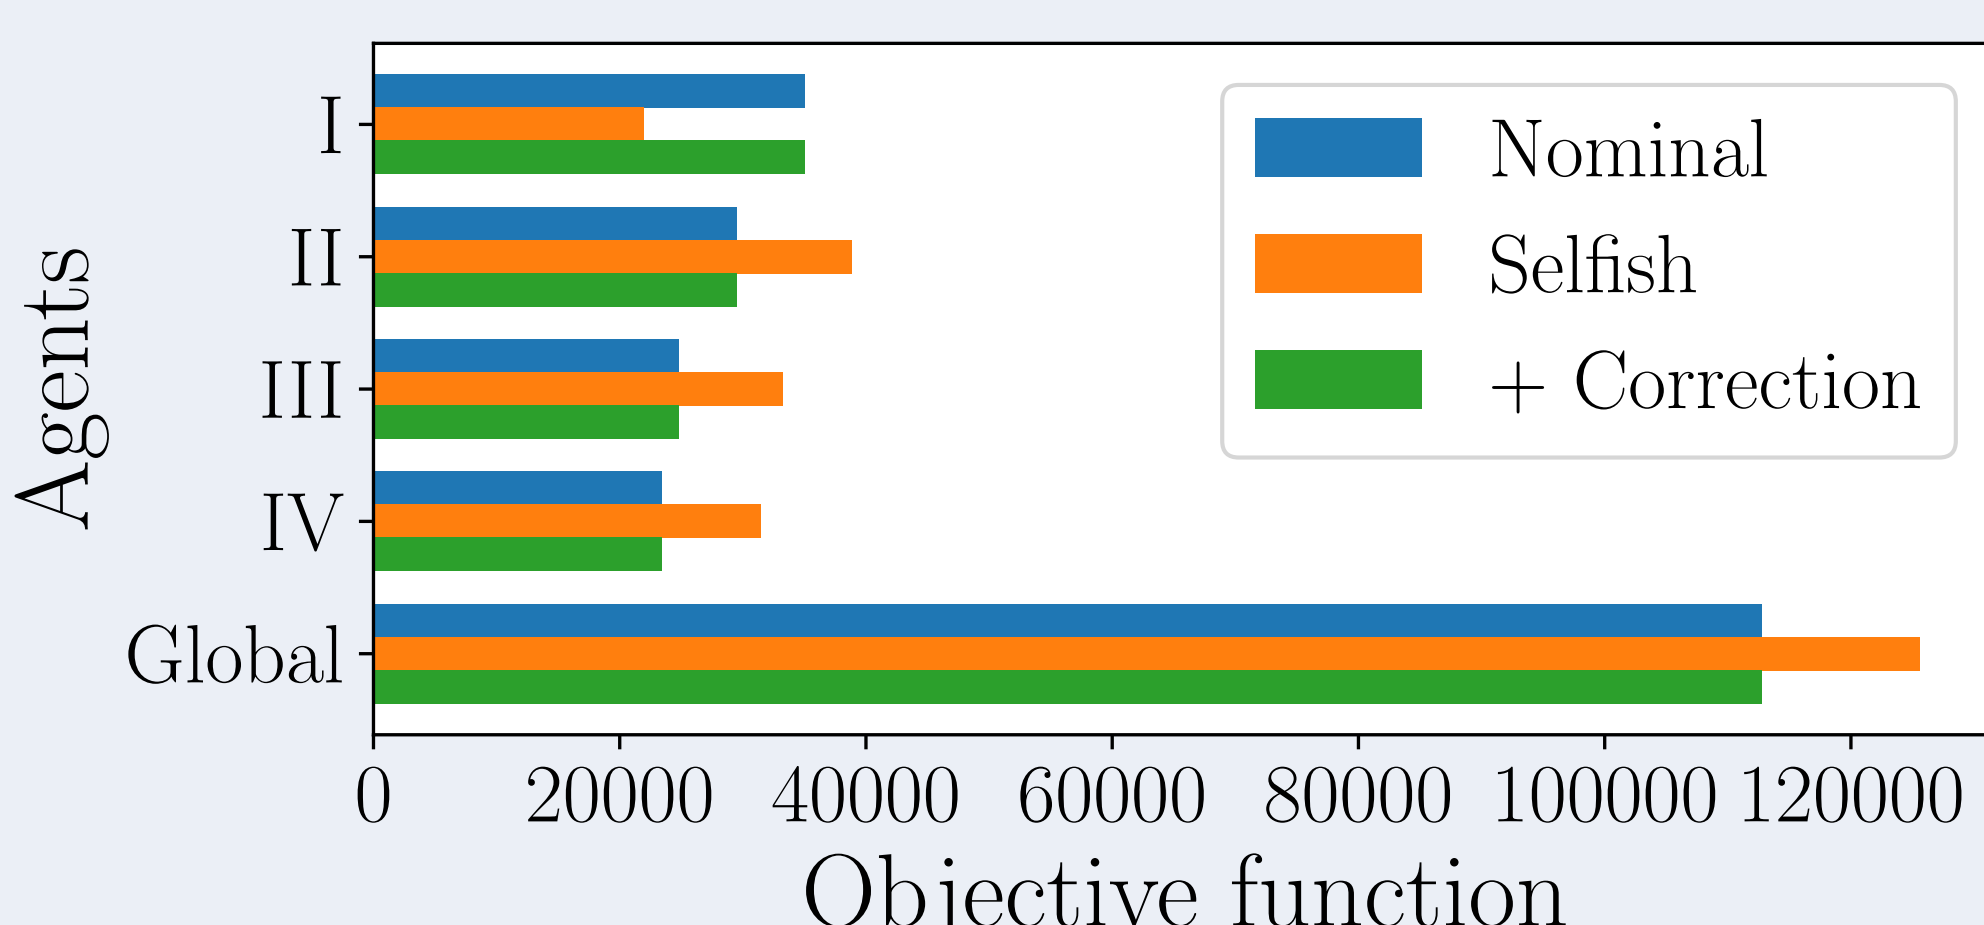 Agents
I
II
III
IV
Global
Nominal
Selfish
+ Correction
0 20000 40000 60000 80000 100000 120000
Objective function